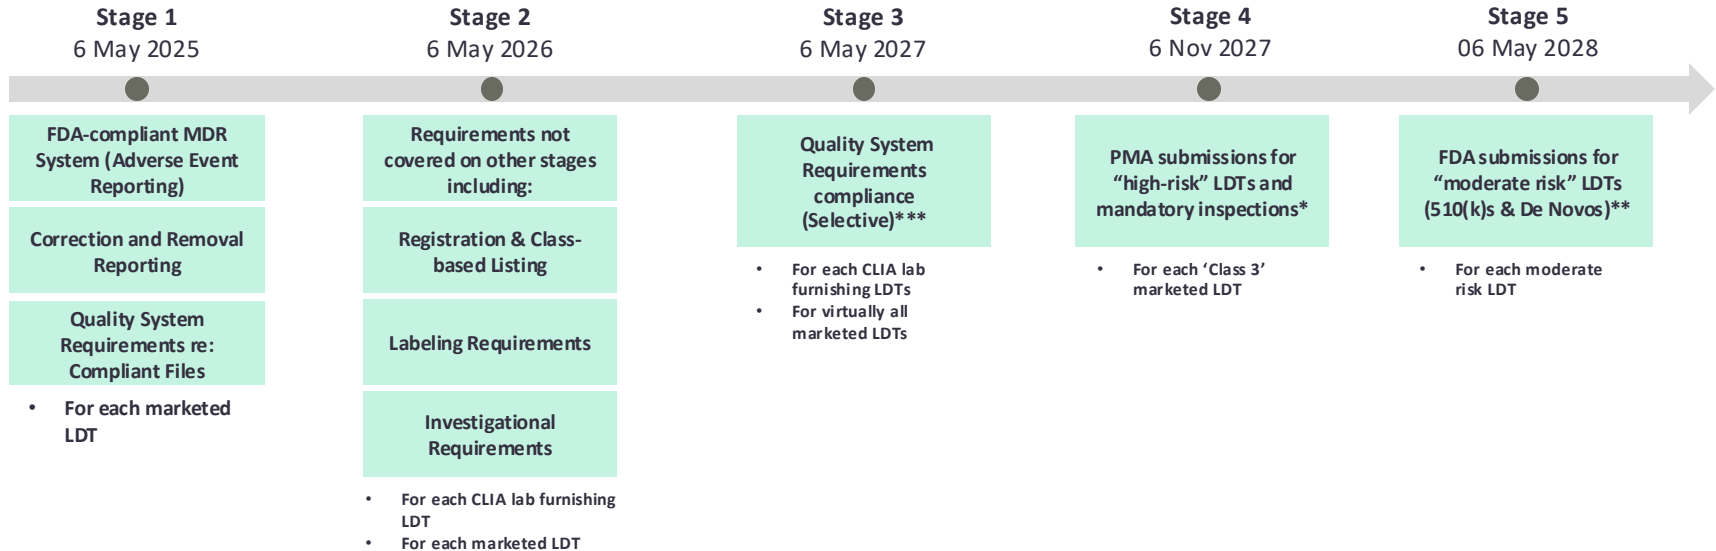 Stage 1
6 May 2025
FDA-compliant MDR
System (Adverse Event
Reporting)
Correction and Removal
Reporting
Quality System
Requirements re:
Compliant Files
• For each marketed
LDT
Stage 2
6 May 2026
Requirements not
covered on other stages
including:
Registration & Class-
based Listing
Labeling Requirements
Investigational
Requirements
• For each CLIA lab furnishing
LDT
• For each marketed LDT
Stage 3
6 May 2027
Quality System
Requirements
compliance
(Selective)***
• For each CLIA lab
furnishing LDTs
• For virtually all
marketed LDTs
Stage 4
6 Nov 2027
PMA submissions for
“high-risk” LDTs and
mandatory inspections*
• For each ‘Class 3’
marketed LDT
Stage 5
06 May 2028
FDA submissions for
“moderate risk” LDTs
(510(k)s & De Novos)**
• For each moderate
risk LDT